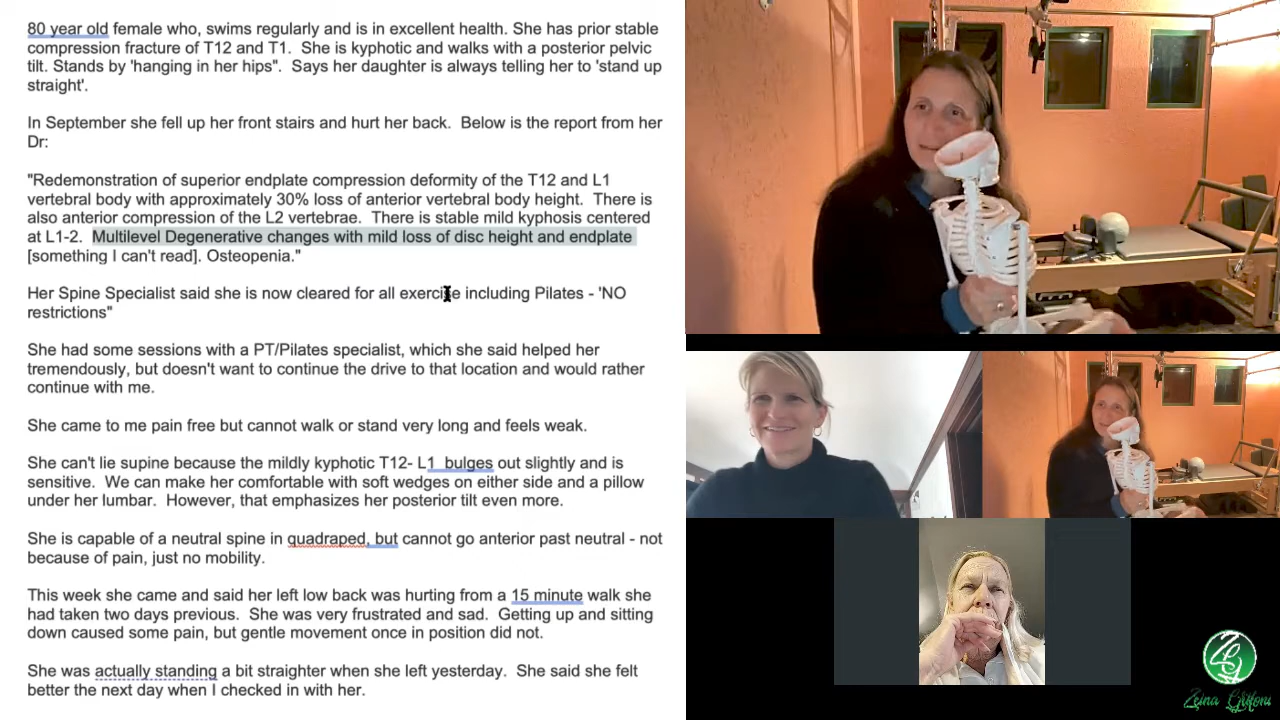 80 year old female who, swims regularly and is in excellent health. She has prior stable
compression fracture of T12 and T1.  She is kyphotic and walks with a posterior pelvic
tilt. Stands by 'hanging in her hips".  Says her daughter is always telling her to 'stand up
straight'.
In September she fell up her front stairs and hurt her back.  Below is the report from her
Dr:
"Redemonstration of superior endplate compression deformity of the T12 and L1
vertebral body with approximately 30% loss of anterior vertebral body height.  There is
also anterior compression of the L2 vertebrae.  There is stable mild kyphosis centered
at L1-2.  Multilevel Degenerative changes with mild loss of disc height and endplate
[something I can't read]. Osteopenia."
Her Spine Specialist said she is now cleared for all exercise including Pilates - 'NO
restrictions"
She had some sessions with a PT/Pilates specialist, which she said helped her
tremendously, but doesn't want to continue the drive to that location and would rather
continue with me.
She came to me pain free but cannot walk or stand very long and feels weak.
She can't lie supine because the mildly kyphotic T12- L1  bulges out slightly and is
sensitive.  We can make her comfortable with soft wedges on either side and a pillow
under her lumbar.  However, that emphasizes her posterior tilt even more.
She is capable of a neutral spine in quadraped, but cannot go anterior past neutral - not
because of pain, just no mobility.
This week she came and said her left low back was hurting from a 15 minute walk she
had taken two days previous.  She was very frustrated and sad.  Getting up and sitting
down caused some pain, but gentle movement once in position did not.
She was actually standing a bit straighter when she left yesterday.  She said she felt
better the next day when I checked in with her.
Zeina Grifoni